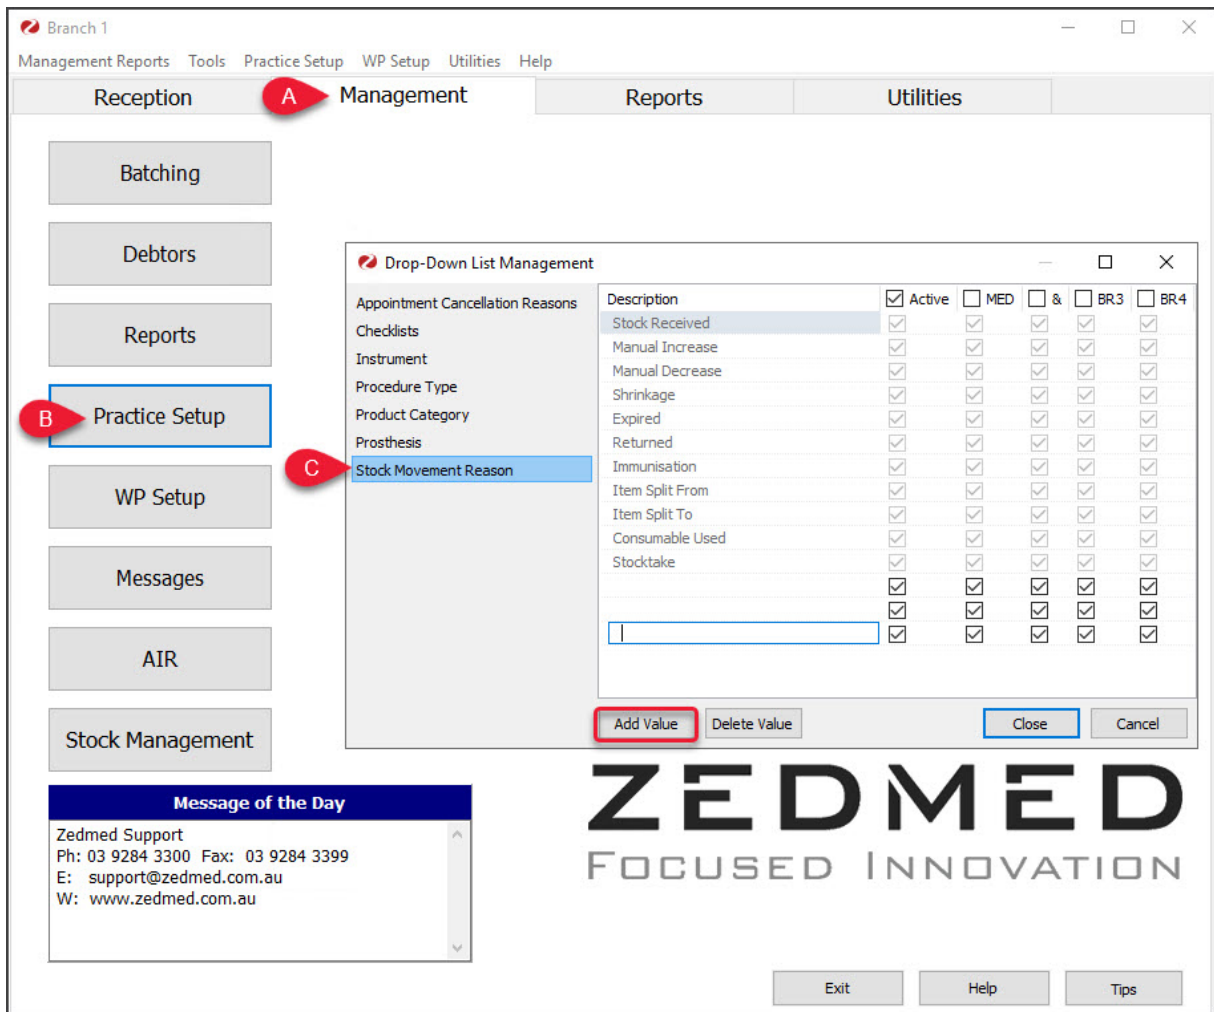 Branch 1
Management Reports Tools Practice Setup WP Setup Utilities Help
Reception A Management Reports Utilities
Batching
Debtors
Reports
B Practice Setup
WP Setup
Messages
AIR
Stock Management
Drop-Down List Management
Appointment Cancellation Reasons
Checklists
Instrument
Procedure Type
Product Category
Prosthesis
C Stock Movement Reason
Description Active MED & BR3 BR4
Stock Received
Manual Increase
Manual Decrease
Shrinkage
Expired
Returned
Immunisation
Item Split From
Item Split To
Consumable Used
Stocktake
Add Value Delete Value Close Cancel
Message of the Day
Zedmed Support
Ph: 03 9284 3300 Fax: 03 9284 3399
E: support@zedmed.com.au
W: www.zedmed.com.au
ZEDMED
FOCUSED INNOVATION
Exit Help Tips